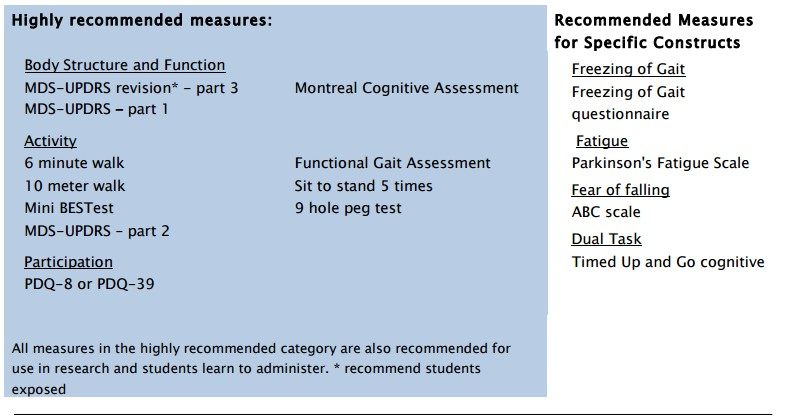 Highly recommended measures:
Body Structure and Function
MDS-UPDRS revision* - part 3    Montreal Cognitive Assessment
MDS-UPDRS – part 1
Activity
6 minute walk    Functional Gait Assessment
10 meter walk    Sit to stand 5 times
Mini BESTest    9 hole peg test
MDS-UPDRS - part 2
Participation
PDQ-8 or PDQ-39
All measures in the highly recommended category are also recommended for
use in research and students learn to administer. * recommend students
exposed
Recommended Measures
for Specific Constructs
Freezing of Gait
Freezing of Gait
questionnaire
Fatigue
Parkinson's Fatigue Scale
Fear of falling
ABC scale
Dual Task
Timed Up and Go cognitive